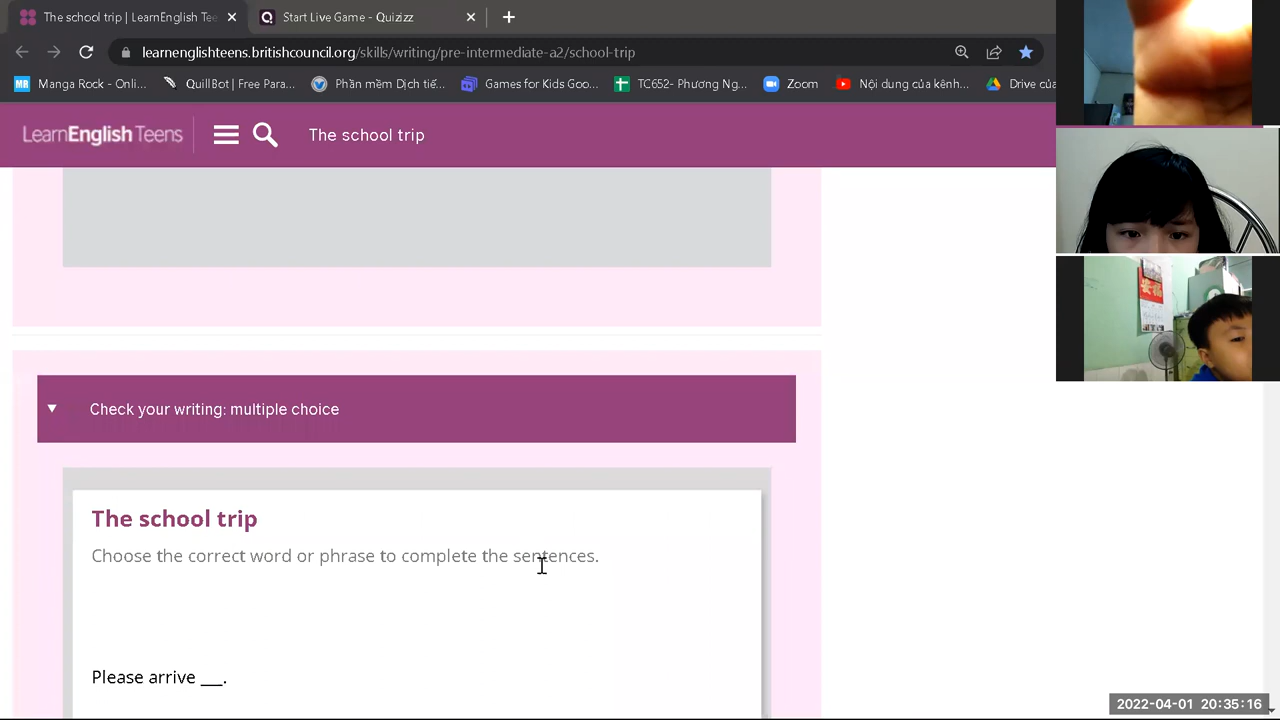 The school trip | LearnEnglish Tee
Start Live Game - Quizizz
learnenglishteens.britishcouncil.org/skills/writing/pre-intermediate-a2/school-trip
MR Manga Rock - Onli... QuillBot | Free Para... Phần mềm Dịch tiế... Games for Kids Goo... TC652- Phương Ng... Zoom Nội dung của kênh... Drive của
LearnEnglish Teens
The school trip
Check your writing: multiple choice
The school trip
Choose the correct word or phrase to complete the sentences.
Please arrive ___.
2022-04-01 20:35:16